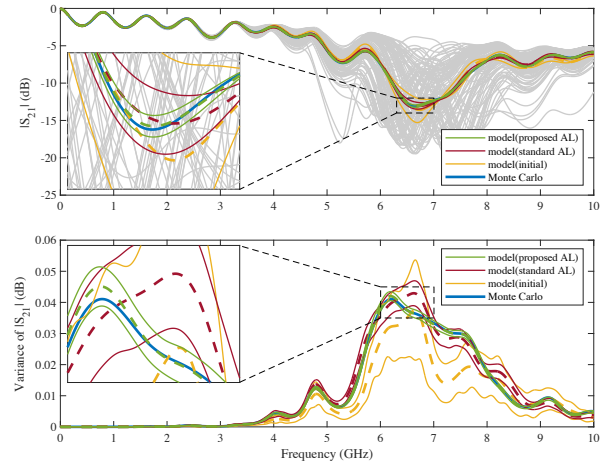 0
-5
-10
-15
-20
-25
|S21| (dB)
model(proposed AL)
model(standard AL)
model(initial)
Monte Carlo
0 1 2 3 4 5 6 7 8 9 10
0.06
0.05
0.04
0.03
0.02
0.01
0
Variance of |S21| (dB)
model(proposed AL)
model(standard AL)
model(initial)
Monte Carlo
0 1 2 3 4 5 6 7 8 9 10
Frequency (GHz)